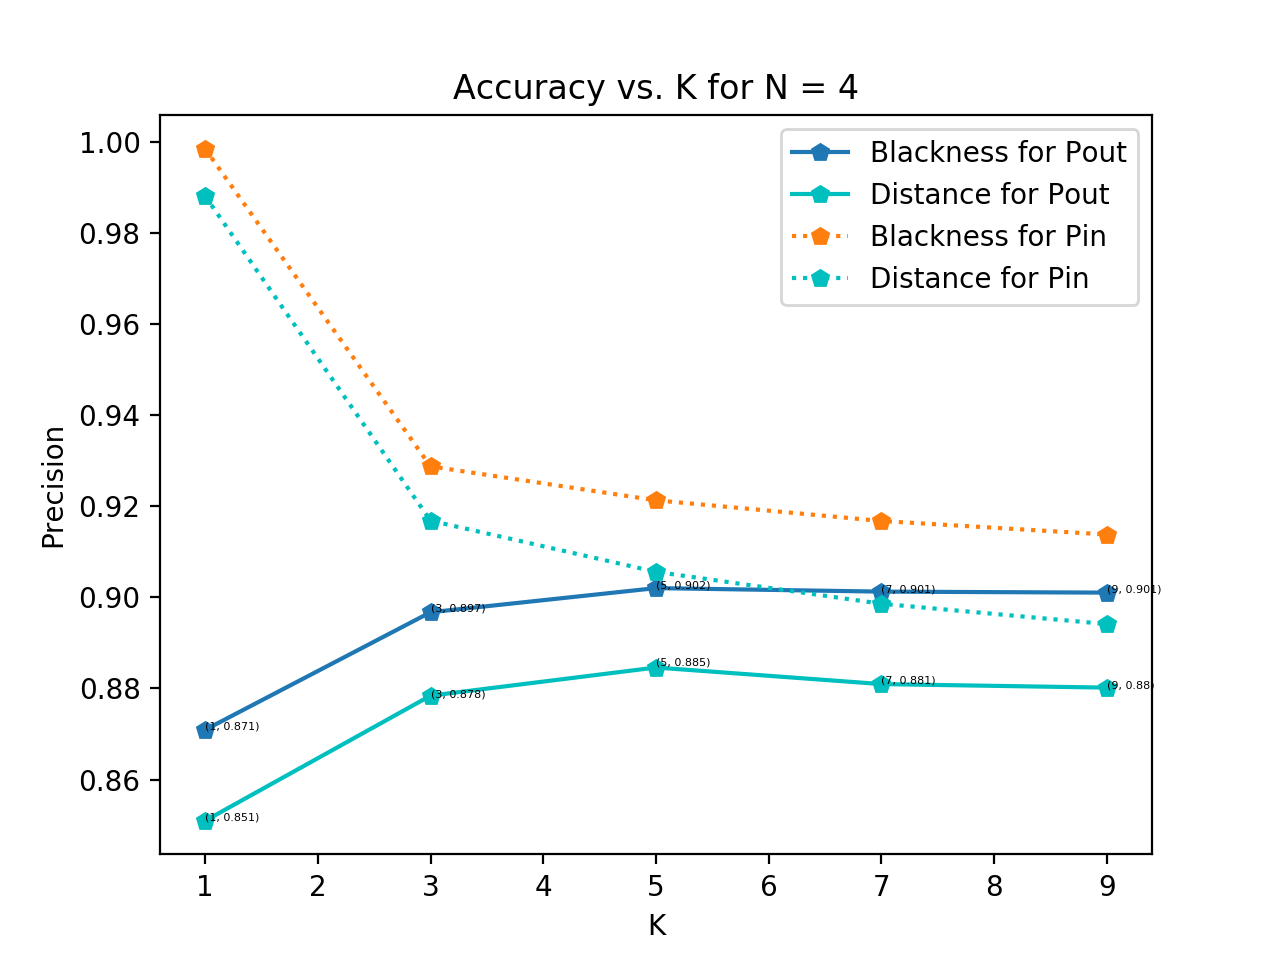 Accuracy vs. K for N = 4
Blackness for Pout
Distance for Pout
Blackness for Pin
Distance for Pin
Precision
1.00
0.98
0.96
0.94
0.92
0.90
0.88
0.86
(1, 0.871)
(3, 0.897)
(5, 0.902)
(7, 0.901)
(9, 0.901)
(1, 0.851)
(3, 0.878)
(5, 0.885)
(7, 0.881)
(9, 0.88)
1 2 3 4 5 6 7 8 9
K